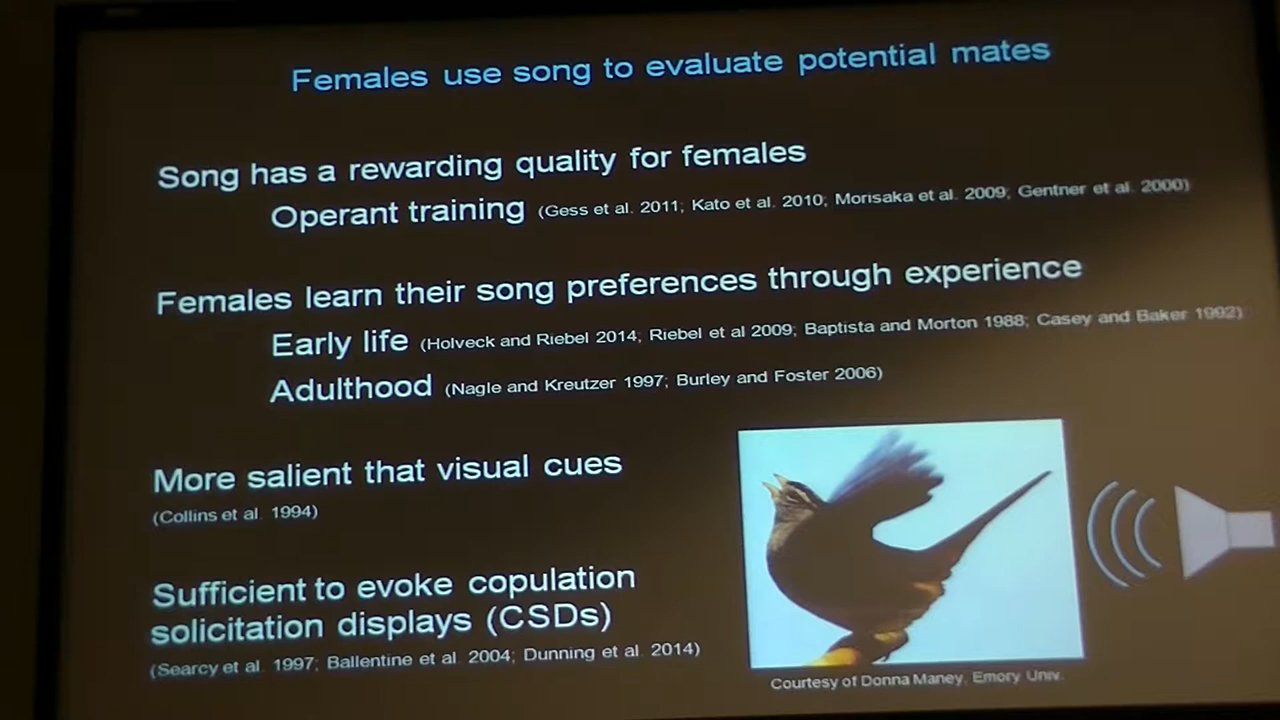 Females use song to evaluate potential mates
Song has a rewarding quality for females
Operant training (Gess et al. 2011; Kato et al. 2010; Morisaka et al. 2009; Gentner et al. 2000)
Females learn their song preferences through experience
Early life (Holveck and Riebel 2014; Riebel et al 2009; Baptista and Morton 1988; Casey and Baker 1992)
Adulthood (Nagle and Kreutzer 1997; Burley and Foster 2006)
More salient that visual cues
(Collins et al. 1994)
Sufficient to evoke copulation
solicitation displays (CSDs)
(Searcy et al. 1997; Ballentine et al. 2004; Dunning et al. 2014)
Courtesy of Donna Maney, Emory Univ.